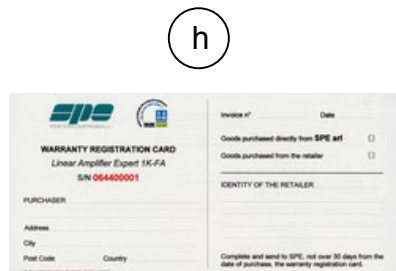 h
spe
WARRANTY REGISTRATION CARD
Linear Amplifier Expert 1K-FA
S/N 064400001
PURCHASER
Address
City
Post Code Country
Invoice n° Date
Goods purchased directly from SPE arl
Goods purchased from the retailer
IDENTITY OF THE RETAILER
Complete and send to SPE, not over 30 days from the
date of purchase, the warranty registration card.